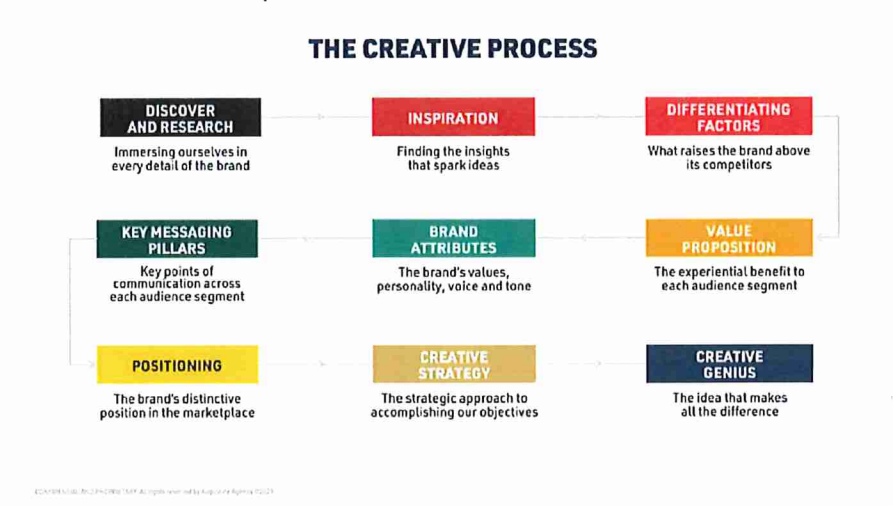 THE CREATIVE PROCESS
DISCOVER
AND RESEARCH
Immersing ourselves in
every detail of the brand
INSPIRATION
Finding the insights
that spark ideas
DIFFERENTIATING
FACTORS
What raises the brand above
its competitors
VALUE
PROPOSITION
The experiential benefit to
each audience segment
BRAND
ATTRIBUTES
The brand's values,
personality, voice and tone
KEY MESSAGING
PILLARS
Key points of
communication across
each audience segment
POSITIONING
The brand's distinctive
position in the marketplace
CREATIVE
STRATEGY
The strategic approach to
accomplishing our objectives
CREATIVE
GENIUS
The idea that makes
all the difference
All rights reserved by